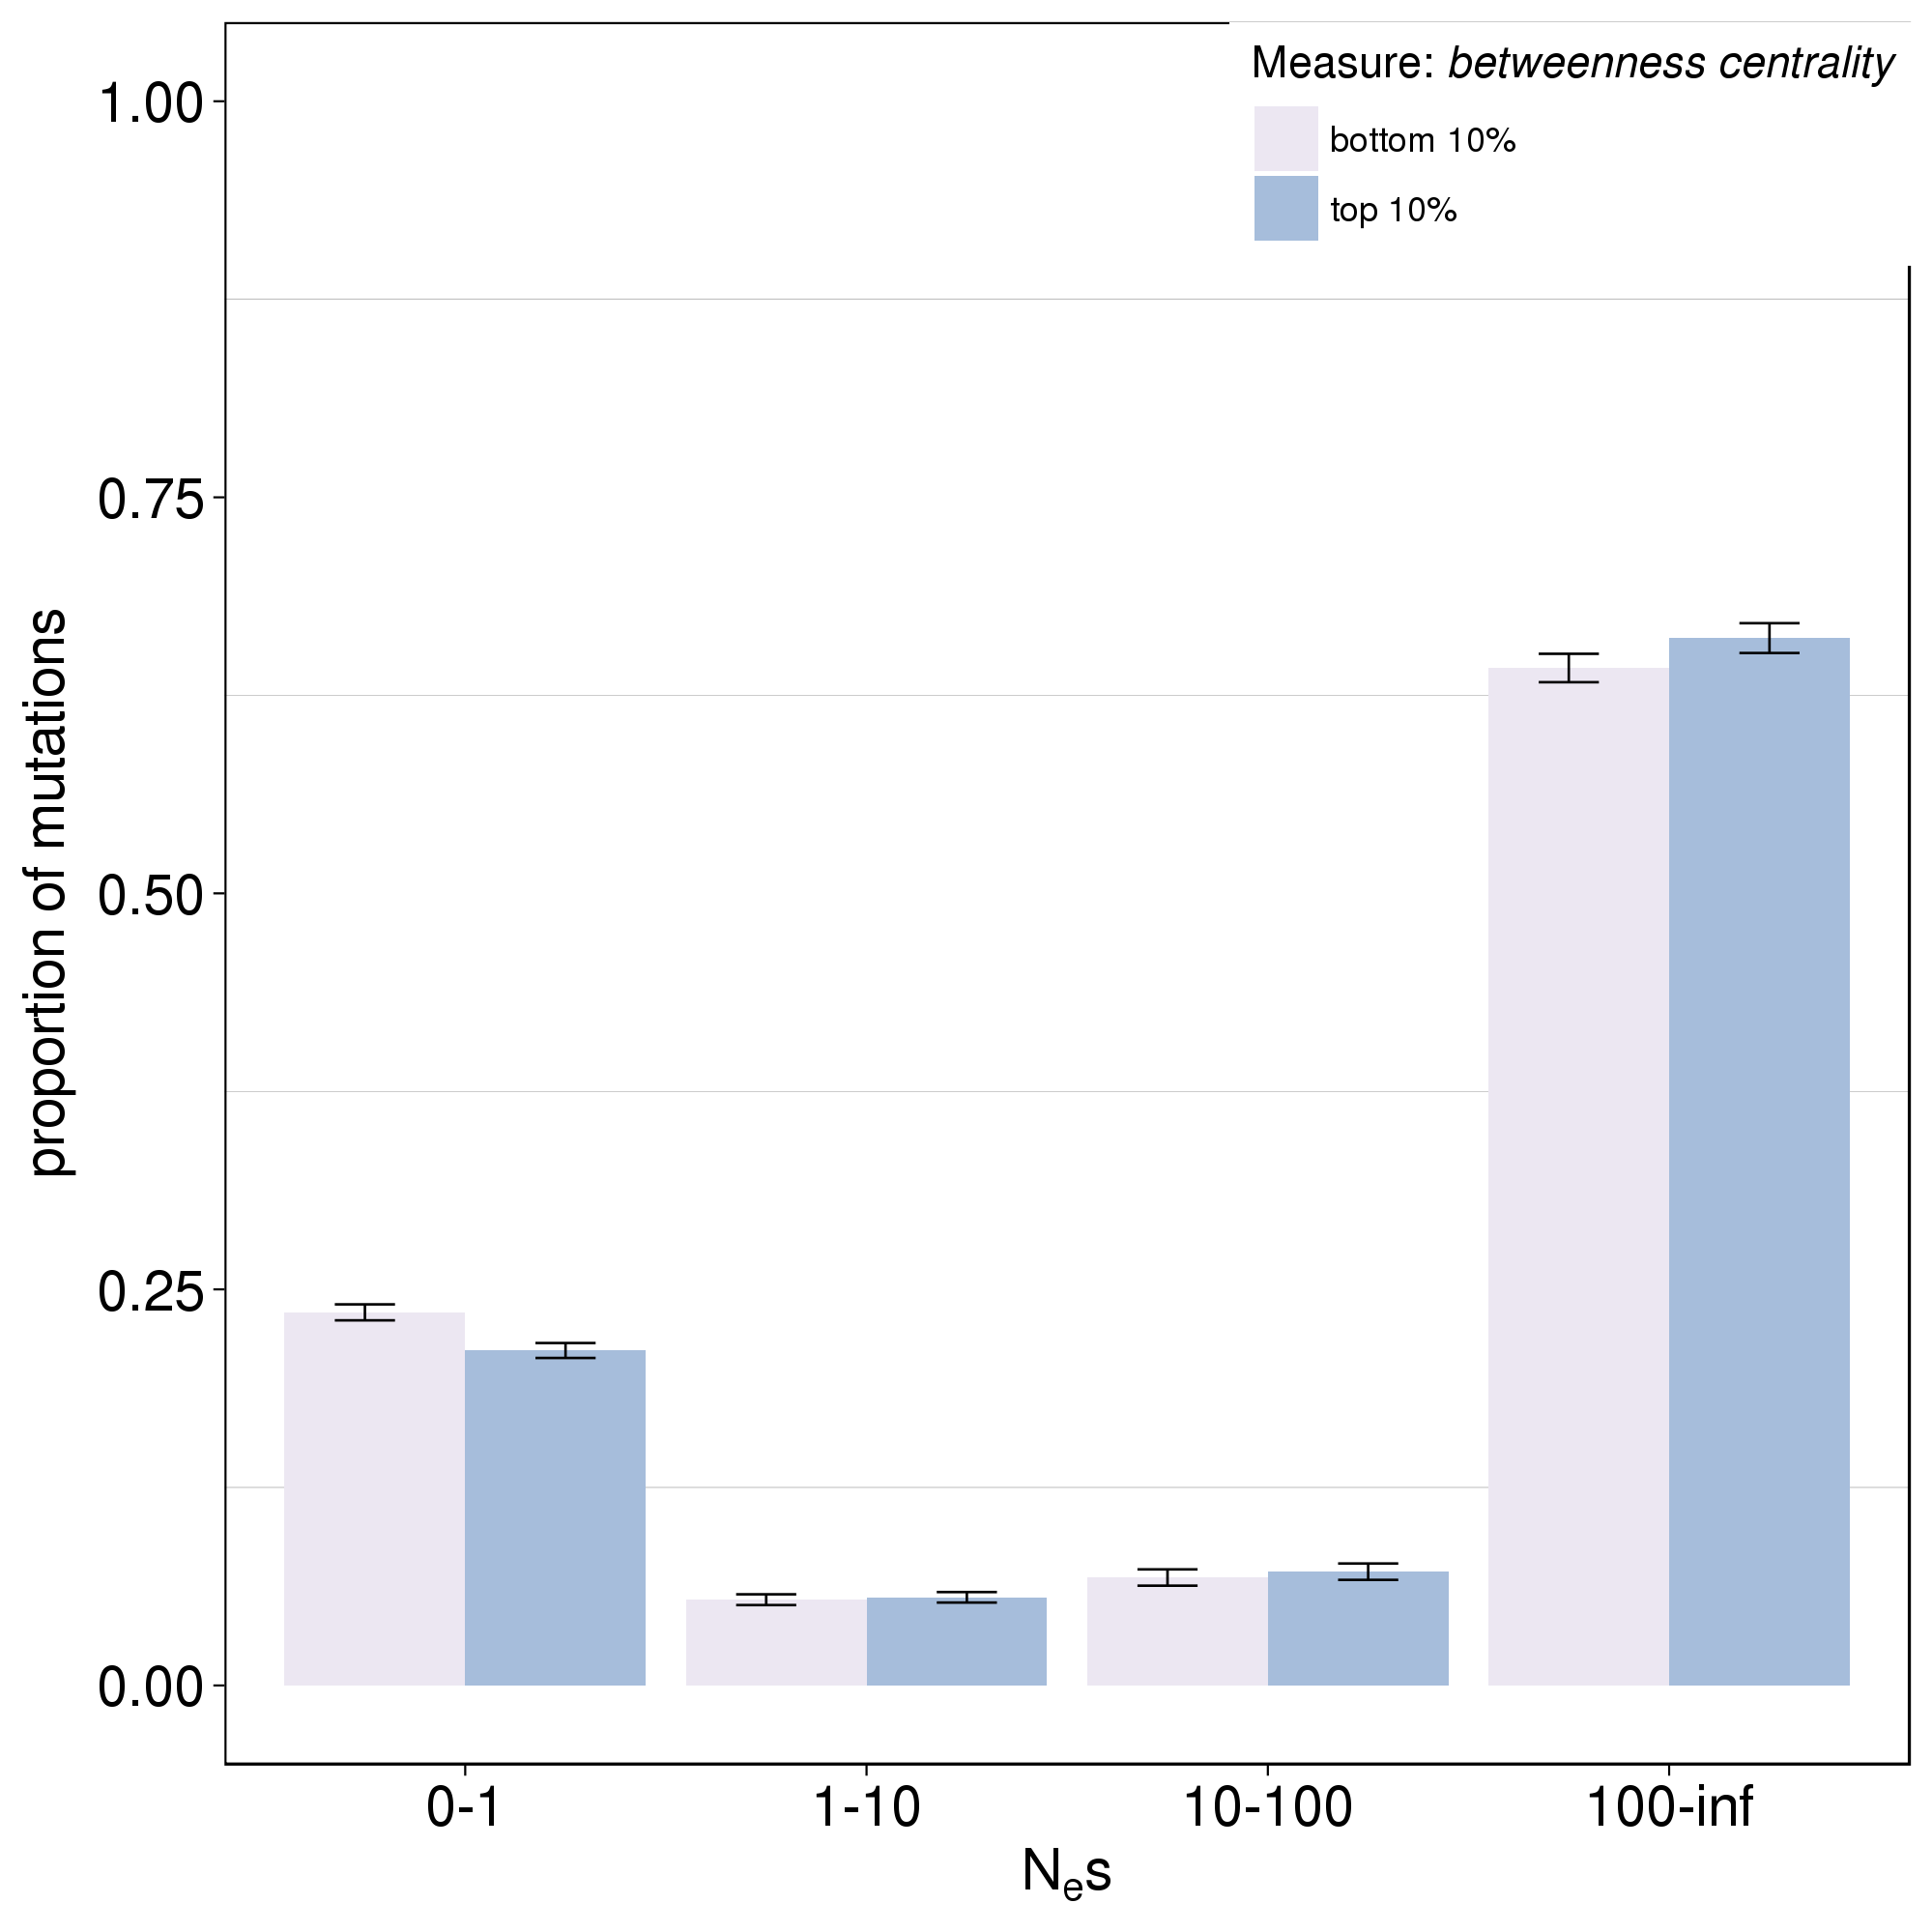 Measure: betweenness centrality
bottom 10%
top 10%
1.00
0.75
0.50
0.25
0.00
proportion of mutations
0-1
1-10
10-100
100-inf
Nes